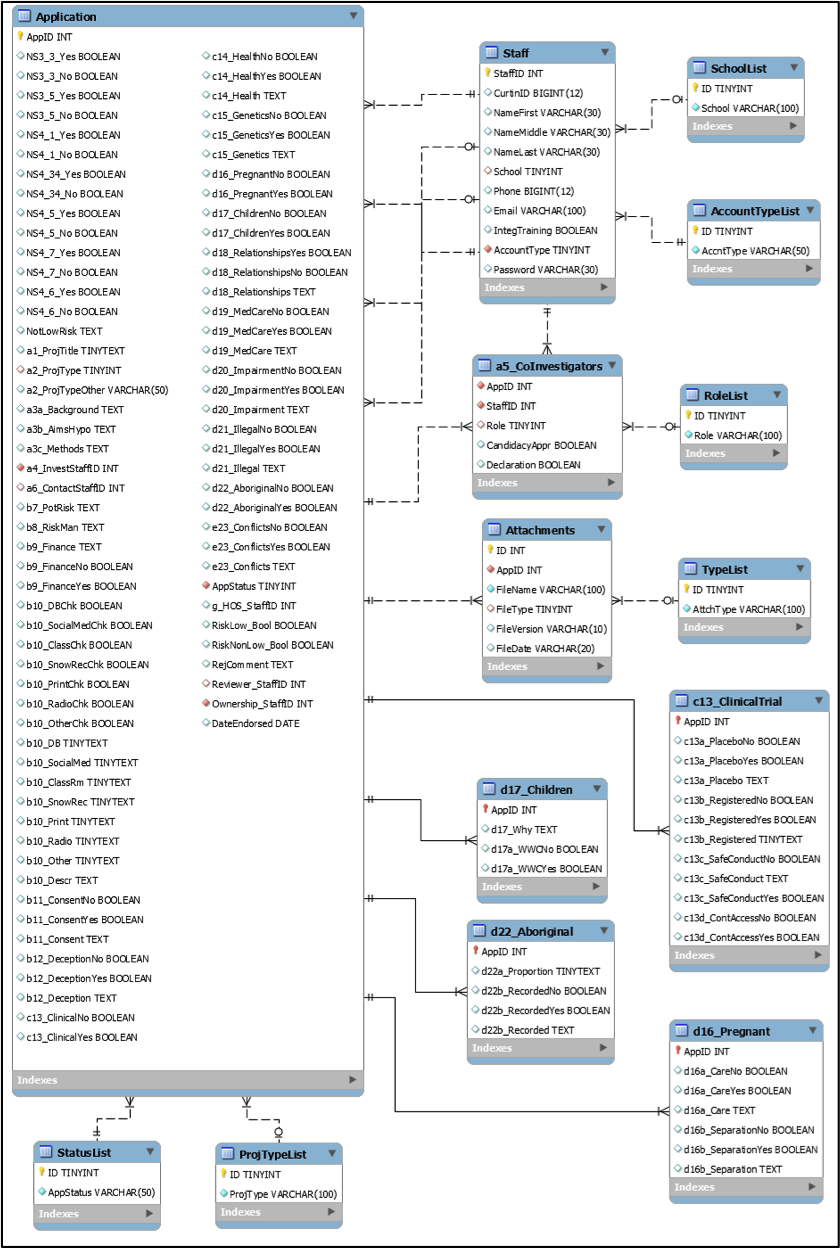 Application
AppID INT
NS3_3_Yes BOOLEAN
NS3_3_No BOOLEAN
NS3_5_Yes BOOLEAN
NS3_5_No BOOLEAN
NS4_1_Yes BOOLEAN
NS4_1_No BOOLEAN
NS4_34_Yes BOOLEAN
NS4_34_No BOOLEAN
NS4_5_Yes BOOLEAN
NS4_5_No BOOLEAN
NS4_7_Yes BOOLEAN
NS4_7_No BOOLEAN
NS4_6_Yes BOOLEAN
NS4_6_No BOOLEAN
NotLowRisk TEXT
a1_ProjTitle TINYTEXT
a2_ProjType TINYINT
a2_ProjTypeOther VARCHAR(50)
a3a_Background TEXT
a3b_AimsHypo TEXT
a3c_Methods TEXT
a4_InvestStaffID INT
a6_ContactStaffID INT
b7_PotRisk TEXT
b8_RiskMan TEXT
b9_Finance TEXT
b9_FinanceNo BOOLEAN
b9_FinanceYes BOOLEAN
b10_DBChk BOOLEAN
b10_SocialMedChk BOOLEAN
b10_ClassChk BOOLEAN
b10_SnowRecChk BOOLEAN
b10_PrintChk BOOLEAN
b10_RadioChk BOOLEAN
b10_OtherChk BOOLEAN
b10_DB TINYTEXT
b10_SocialMed TINYTEXT
b10_ClassRm TINYTEXT
b10_SnowRec TINYTEXT
b10_Print TINYTEXT
b10_Radio TINYTEXT
b10_Other TINYTEXT
b10_Descr TEXT
b11_ConsentNo BOOLEAN
b11_ConsentYes BOOLEAN
b11_Consent TEXT
b12_DeceptionNo BOOLEAN
b12_DeceptionYes BOOLEAN
b12_Deception TEXT
c13_ClinicalNo BOOLEAN
c13_ClinicalYes BOOLEAN
c14_HealthNo BOOLEAN
c14_HealthYes BOOLEAN
c14_Health TEXT
c15_GeneticsNo BOOLEAN
c15_GeneticsYes BOOLEAN
c15_Genetics TEXT
d16_PregnantNo BOOLEAN
d16_PregnantYes BOOLEAN
d17_ChildrenNo BOOLEAN
d17_ChildrenYes BOOLEAN
d18_RelationshipsYes BOOLEAN
d18_RelationshipsNo BOOLEAN
d18_Relationships TEXT
d19_MedCareNo BOOLEAN
d19_MedCareYes BOOLEAN
d19_MedCare TEXT
d20_ImpairmentNo BOOLEAN
d20_ImpairmentYes BOOLEAN
d20_Impairment TEXT
d21_IllegalNo BOOLEAN
d21_IllegalYes BOOLEAN
d21_Illegal TEXT
d22_AboriginalNo BOOLEAN
d22_AboriginalYes BOOLEAN
e23_ConflictsNo BOOLEAN
e23_ConflictsYes BOOLEAN
e23_Conflicts TEXT
AppStatus TINYINT
g_HOS_StaffID INT
RiskLow_Bool BOOLEAN
RiskNonLow_Bool BOOLEAN
RejComment TEXT
Reviewer_StaffID INT
Ownership_StaffID INT
DateEndorsed DATE
Indexes
Staff
StaffID INT
CurtinID BIGINT(12)
NameFirst VARCHAR(30)
NameMiddle VARCHAR(30)
NameLast VARCHAR(30)
School TINYINT
Phone BIGINT(12)
Email VARCHAR(100)
IntegTraining BOOLEAN
AccountType TINYINT
Password VARCHAR(30)
Indexes
SchoolList
ID TINYINT
School VARCHAR(100)
Indexes
AccountTypeList
ID TINYINT
AccntType VARCHAR(50)
Indexes
a5_CoInvestigators
AppID INT
StaffID INT
Role TINYINT
CandidacyAppr BOOLEAN
Declaration BOOLEAN
Indexes
RoleList
ID TINYINT
Role VARCHAR(100)
Indexes
Attachments
ID INT
AppID INT
FileName VARCHAR(100)
FileType TINYINT
FileVersion VARCHAR(10)
FileDate VARCHAR(20)
Indexes
TypeList
ID TINYINT
AttchType VARCHAR(100)
Indexes
c13_ClinicalTrial
AppID INT
c13a_PlaceboNo BOOLEAN
c13a_PlaceboYes BOOLEAN
c13a_Placebo TEXT
c13b_RegisteredNo BOOLEAN
c13b_RegisteredYes BOOLEAN
c13b_Registered TINYTEXT
c13c_SafeConductNo BOOLEAN
c13c_SafeConduct TEXT
c13c_SafeConductYes BOOLEAN
c13d_ContAccessNo BOOLEAN
c13d_ContAccessYes BOOLEAN
Indexes
d17_Children
AppID INT
d17_Why TEXT
d17a_WWCNo BOOLEAN
d17a_WWCYes BOOLEAN
Indexes
d22_Aboriginal
AppID INT
d22a_Proportion TINYTEXT
d22b_RecordedNo BOOLEAN
d22b_RecordedYes BOOLEAN
d22b_Recorded TEXT
Indexes
d16_Pregnant
AppID INT
d16a_CareNo BOOLEAN
d16a_CareYes BOOLEAN
d16a_Care TEXT
d16b_SeparationNo BOOLEAN
d16b_SeparationYes BOOLEAN
d16b_Separation TEXT
Indexes
StatusList
ID TINYINT
AppStatus VARCHAR(50)
Indexes
ProjTypeList
ID TINYINT
ProjType VARCHAR(100)
Indexes